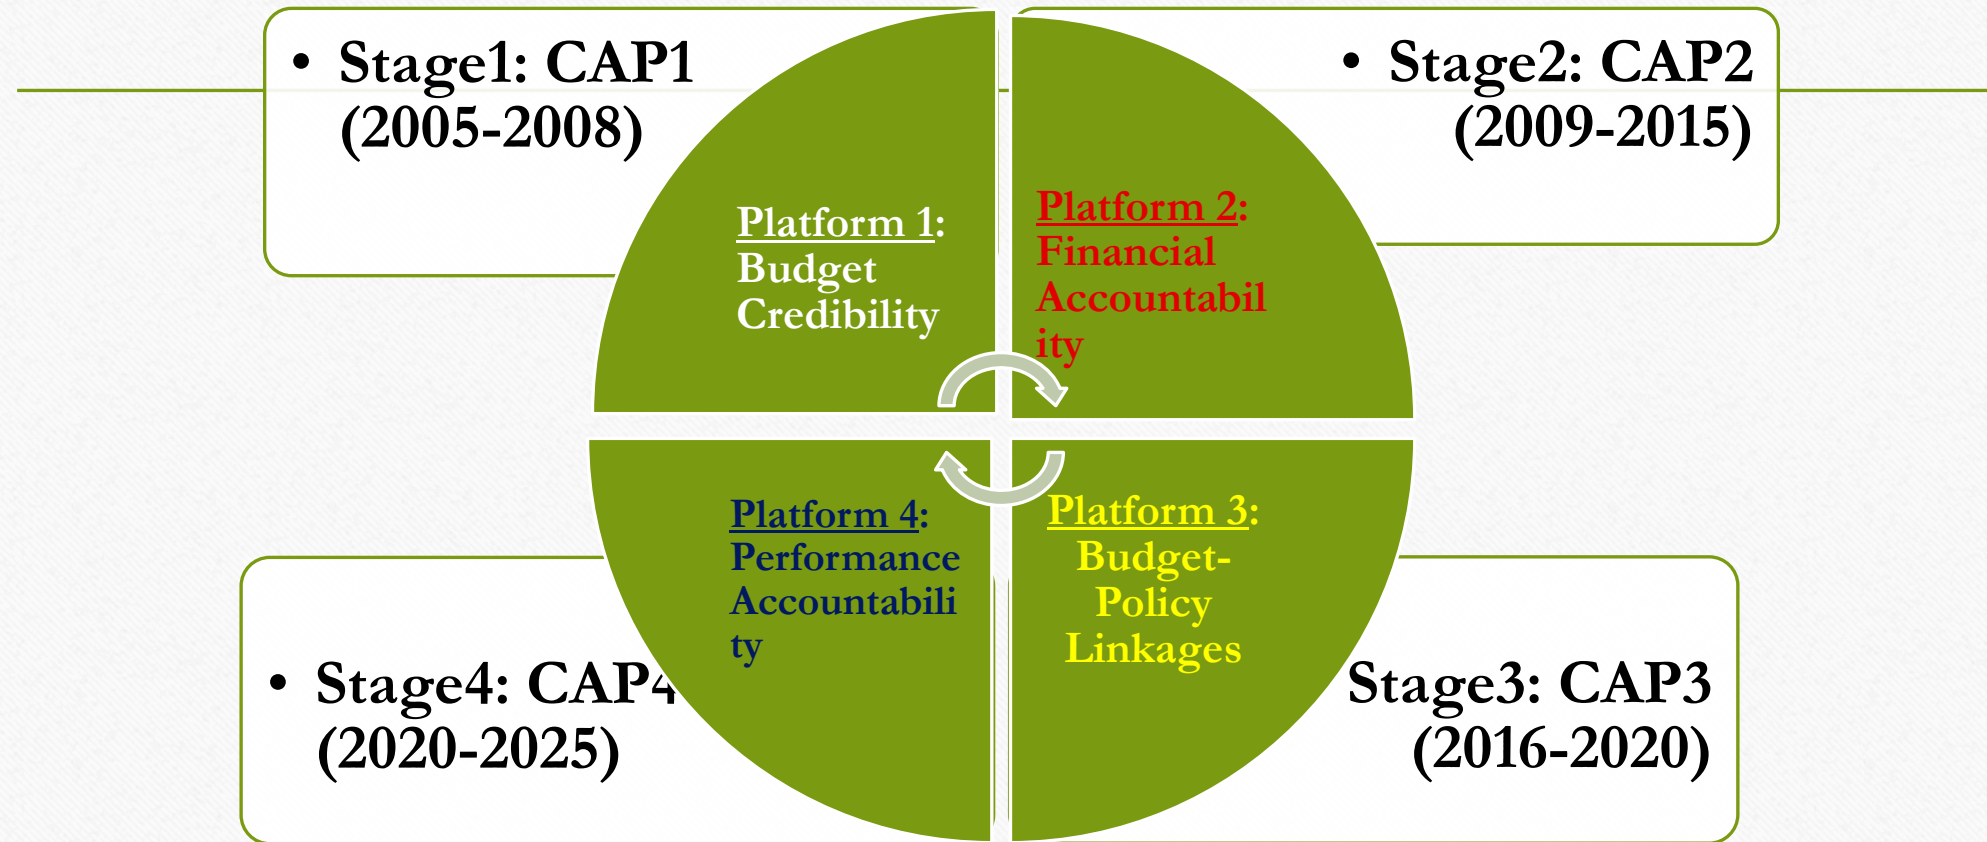 • Stage1: CAP1
(2005-2008)
• Stage2: CAP2
(2009-2015)
Platform 1:
Budget
Credibility
Platform 2:
Financial
Accountabil
ity
Platform 4:
Performance
Accountabili
ty
Platform 3:
Budget-
Policy
Linkages
• Stage4: CAP4
(2020-2025)
Stage3: CAP3
(2016-2020)